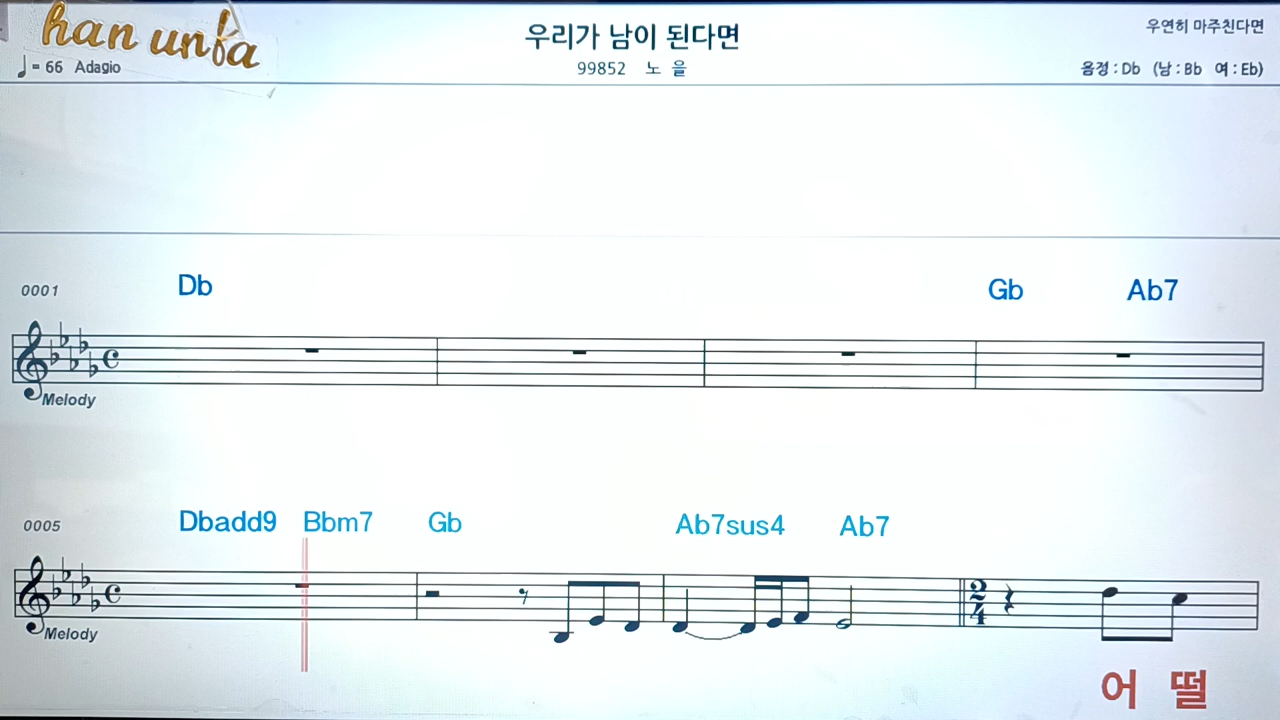 han unfa
우리가 남이 된다면
우연히 마주친다면
♩= 66 Adagio
99852 노 을
음정 : Db (남 : Bb 여 : Eb)
0001
Db Gb Ab7
Melody
0005
Dbadd9 Bbm7 Gb Ab7sus4 Ab7
2/4
Melody
어 떨